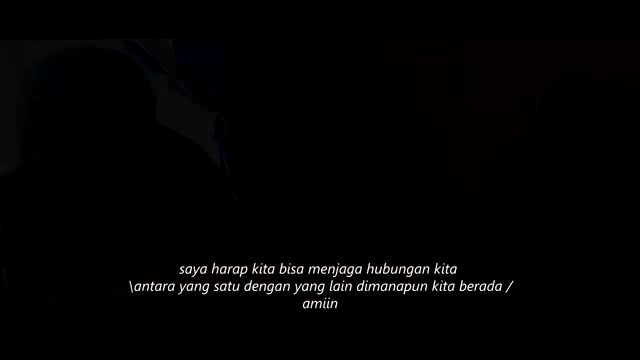 saya harap kita bisa menjaga hubungan kita
\antara yang satu dengan yang lain dimanapun kita berada /
amiin